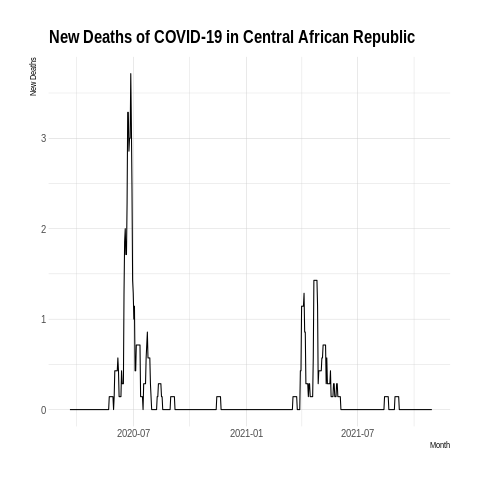 New Deaths of COVID-19 in Central African Republic
New Deaths
3
2
1
0
2020-07 2021-01 2021-07
Month